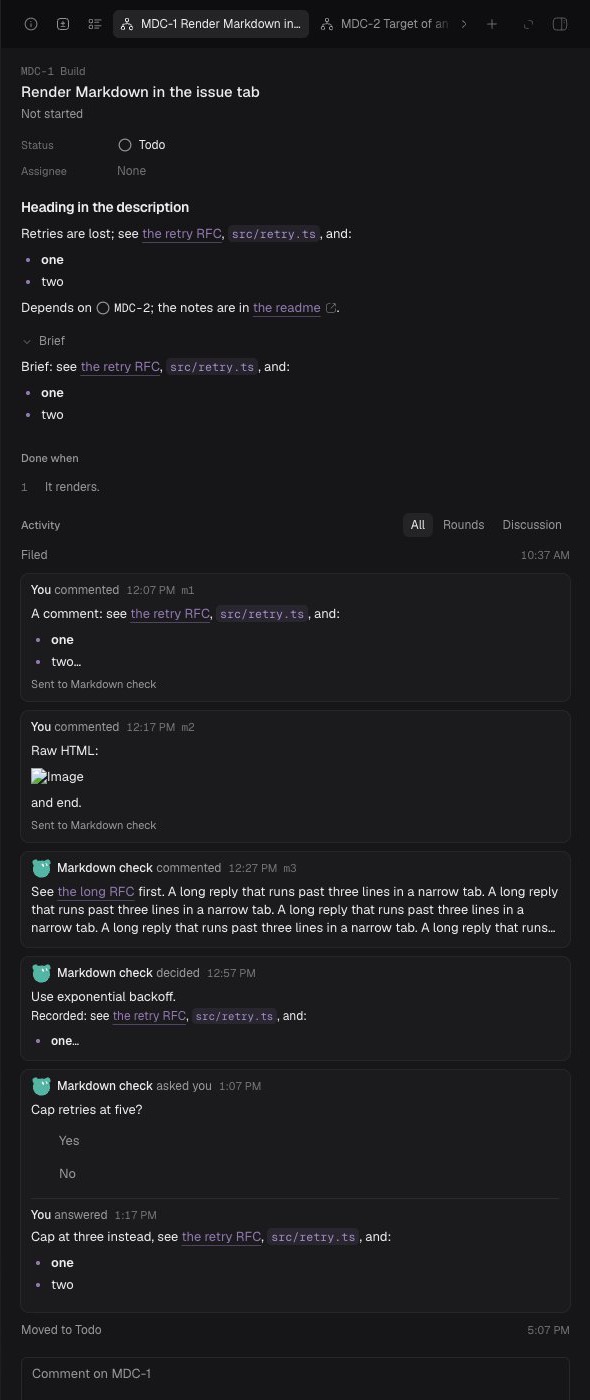 MDC-1 Render Markdown in…
MDC-2 Target of an
MDC-1 Build
Render Markdown in the issue tab
Not started
Status Todo
Assignee None
Heading in the description
Retries are lost; see the retry RFC, src/retry.ts, and:
• one
• two
Depends on MDC-2; the notes are in the readme.
Brief
Brief: see the retry RFC, src/retry.ts, and:
• one
• two
Done when
1 It renders.
Activity All Rounds Discussion
Filed 10:37 AM
You commented 12:07 PM m1
A comment: see the retry RFC, src/retry.ts, and:
• one
• two…
Sent to Markdown check
You commented 12:17 PM m2
Raw HTML:
Image
and end.
Sent to Markdown check
Markdown check commented 12:27 PM m3
See the long RFC first. A long reply that runs past three lines in a narrow tab. A long reply
that runs past three lines in a narrow tab. A long reply that runs past three lines in a
narrow tab. A long reply that runs past three lines in a narrow tab. A long reply that runs…
Markdown check decided 12:57 PM
Use exponential backoff.
Recorded: see the retry RFC, src/retry.ts, and:
• one…
Markdown check asked you 1:07 PM
Cap retries at five?
Yes
No
You answered 1:17 PM
Cap at three instead, see the retry RFC, src/retry.ts, and:
• one
• two
Moved to Todo 5:07 PM
Comment on MDC-1